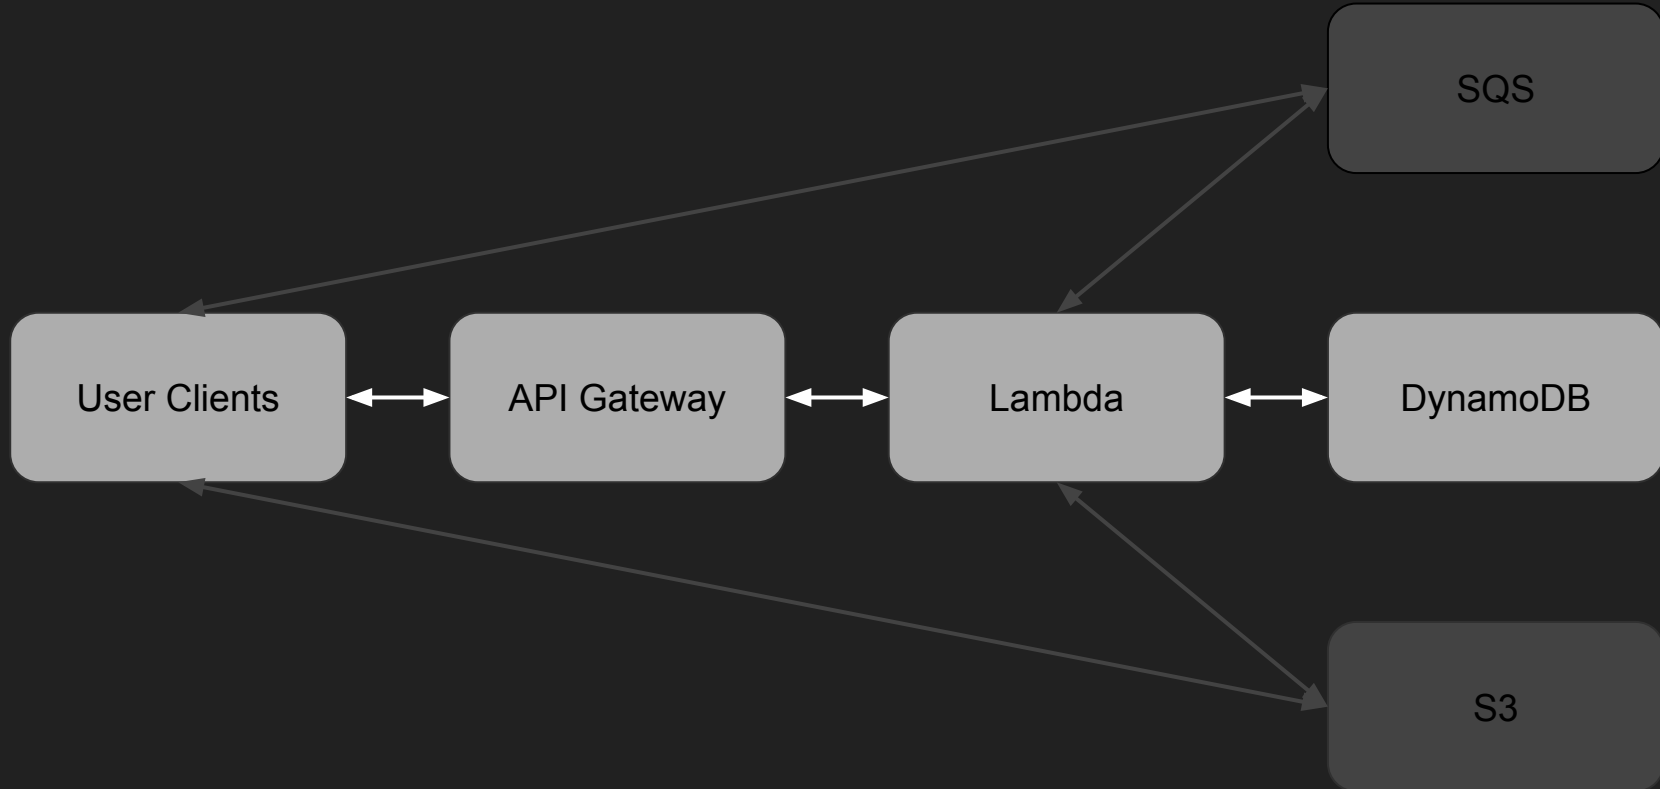 SQS
User Clients
API Gateway
Lambda
DynamoDB
S3